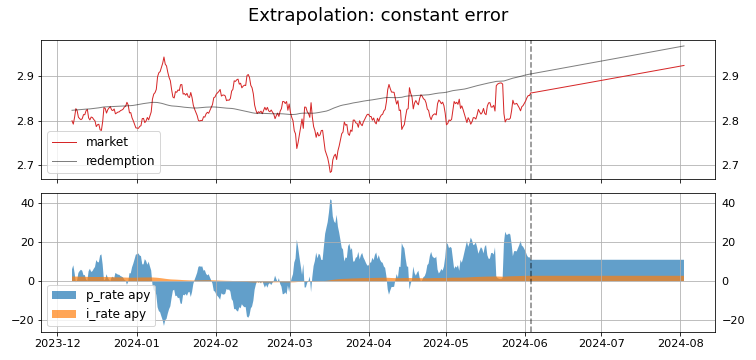 Extrapolation: constant error
2.9 2.9
2.8 2.8
2.7 2.7
market
redemption
40 40
20 20
0 0
−20 −20
p_rate apy
i_rate apy
2023-12 2024-01 2024-02 2024-03 2024-04 2024-05 2024-06 2024-07 2024-08